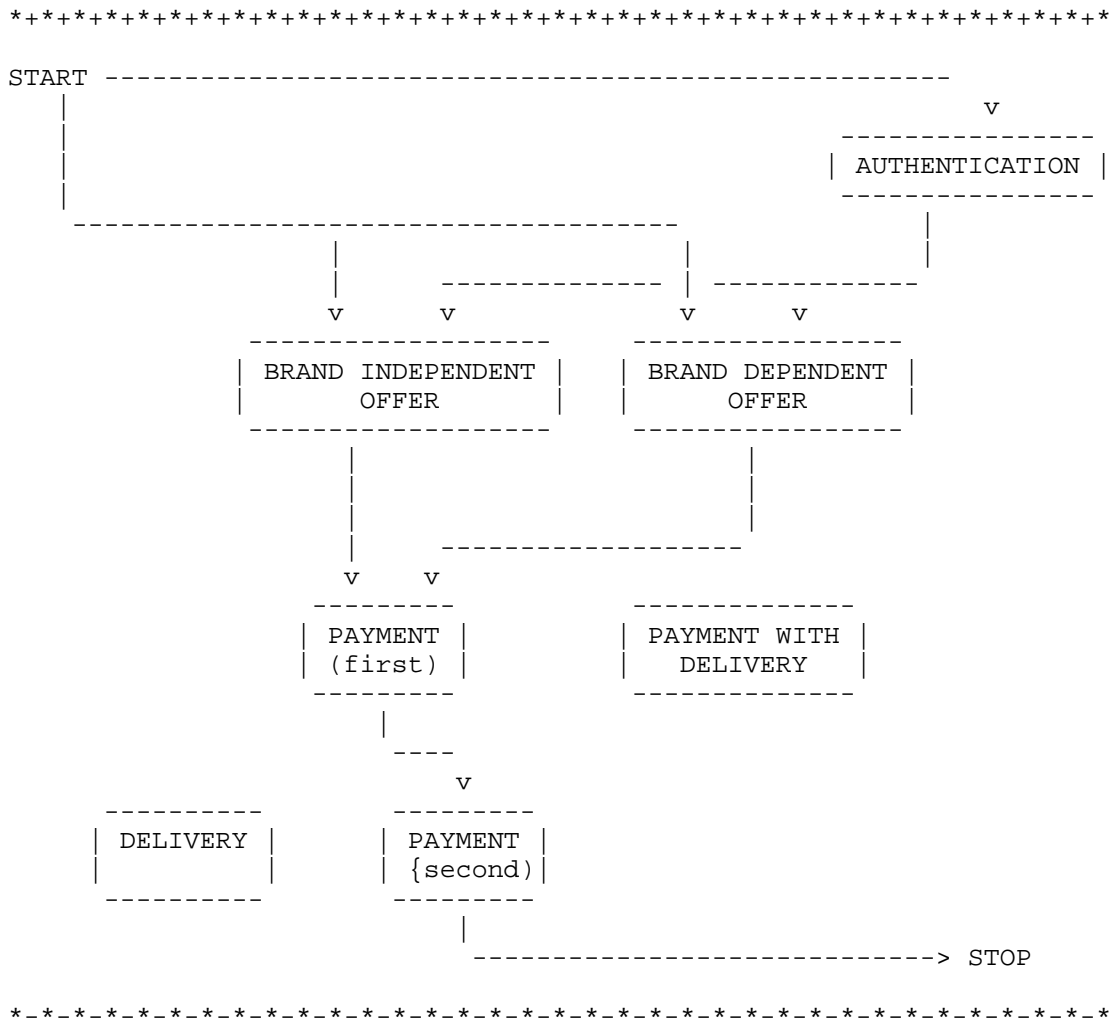 *+*+*+*+*+*+*+*+*+*+*+*+*+*+*+*+*+*+*+*+*+*+*+*+*+*+*+*+*+*+*+*+*+*+*
START
v
AUTHENTICATION
v v v v
BRAND INDEPENDENT BRAND DEPENDENT
OFFER OFFER
v v
PAYMENT PAYMENT WITH
(first) DELIVERY
v
DELIVERY PAYMENT
{second)
-----------------------------> STOP
*-*-*-*-*-*-*-*-*-*-*-*-*-*-*-*-*-*-*-*-*-*-*-*-*-*-*-*-*-*-*-*-*-*-*